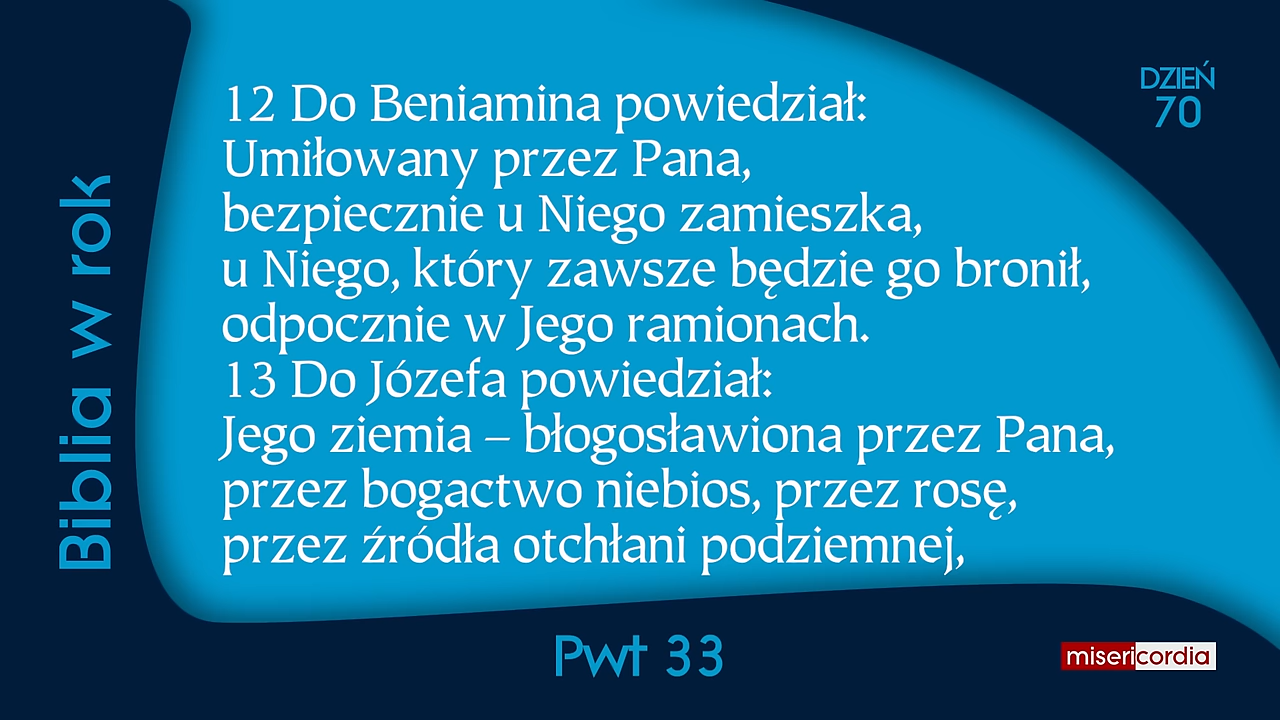 DZIEŃ
70
12 Do Beniamina powiedział:
Umiłowany przez Pana,
bezpiecznie u Niego zamieszka,
u Niego, który zawsze będzie go bronił,
odpocznie w Jego ramionach.
13 Do Józefa powiedział:
Jego ziemia – błogosławiona przez Pana,
przez bogactwo niebios, przez rosę,
przez źródła otchłani podziemnej,
Biblia w rok
Pwt 33
misericordia